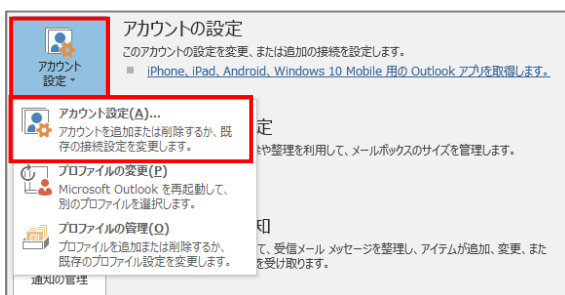 アカウントの設定
このアカウントの設定を変更、または追加の接続を設定します。
iPhone、iPad、Android、Windows 10 Mobile 用の Outlook アプリを取得します。
アカウント
設定
アカウント設定(A)...
アカウントを追加または削除するか、既
存の接続設定を変更します。
定
や整理を利用して、メールボックスのサイズを管理します。
プロファイルの変更(P)
Microsoft Outlook を再起動して、
別のプロファイルを選択します。
プロファイルの管理(O)
プロファイルを追加または削除するか、
既存のプロファイル設定を変更します。
知
て、受信メール メッセージを整理し、アイテムが追加、変更、また
を受け取ります。
通知の管理